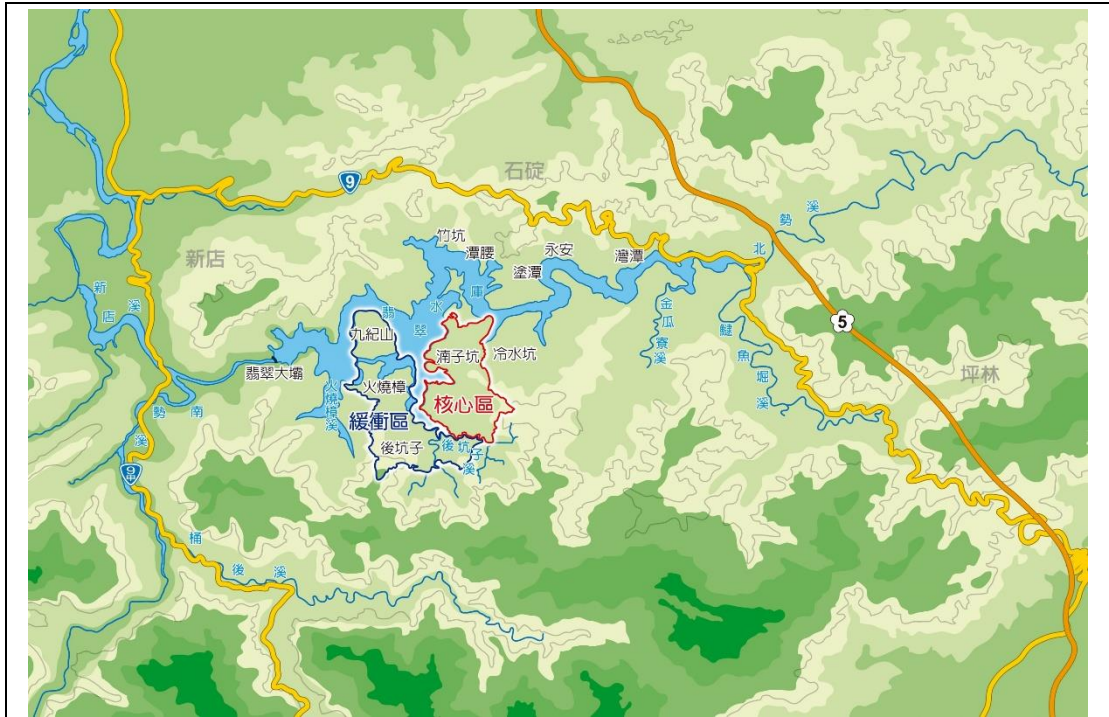 石碇
9
竹坑
潭腰
永安
灣潭
北勢溪
塗潭
新店
新店溪
翡翠水庫
金瓜寮溪
鱸魚堀溪
5
坪林
九紀山
湳子坑
冷水坑
翡翠大壩
火燒樟溪
火燒樟
核心區
緩衝區
後坑子
後坑子溪
南勢溪
9甲
桶後溪